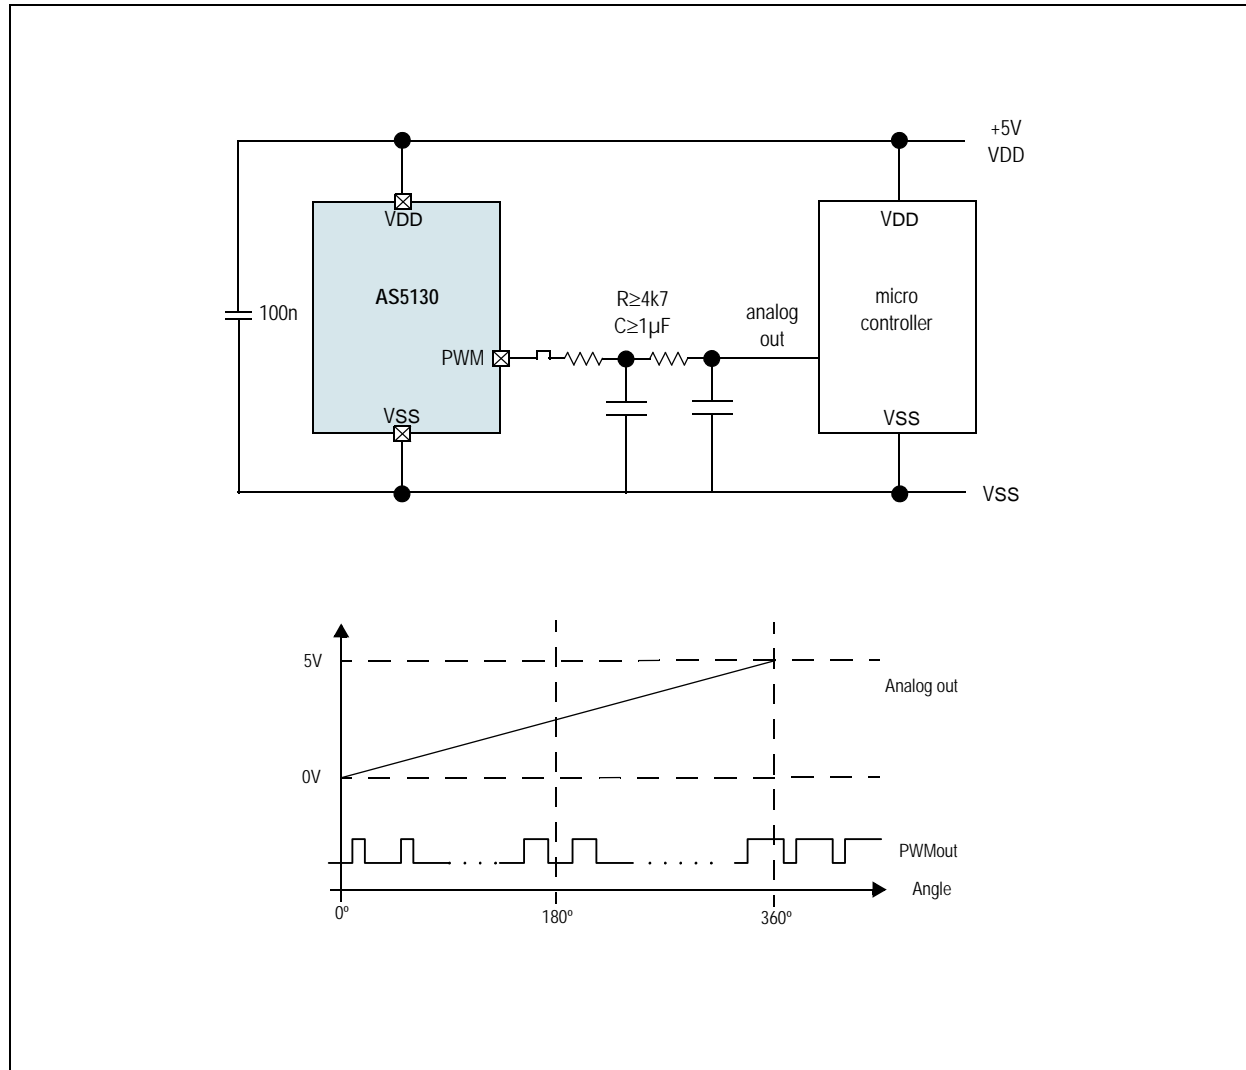 +5V
VDD
VDD
VDD
AS5130
R≥4k7
C≥1µF
micro
controller
100n
analog
out
PWM
VSS
VSS
VSS
5V
Analog out
0V
PWMout
Angle
0º
180º
360º